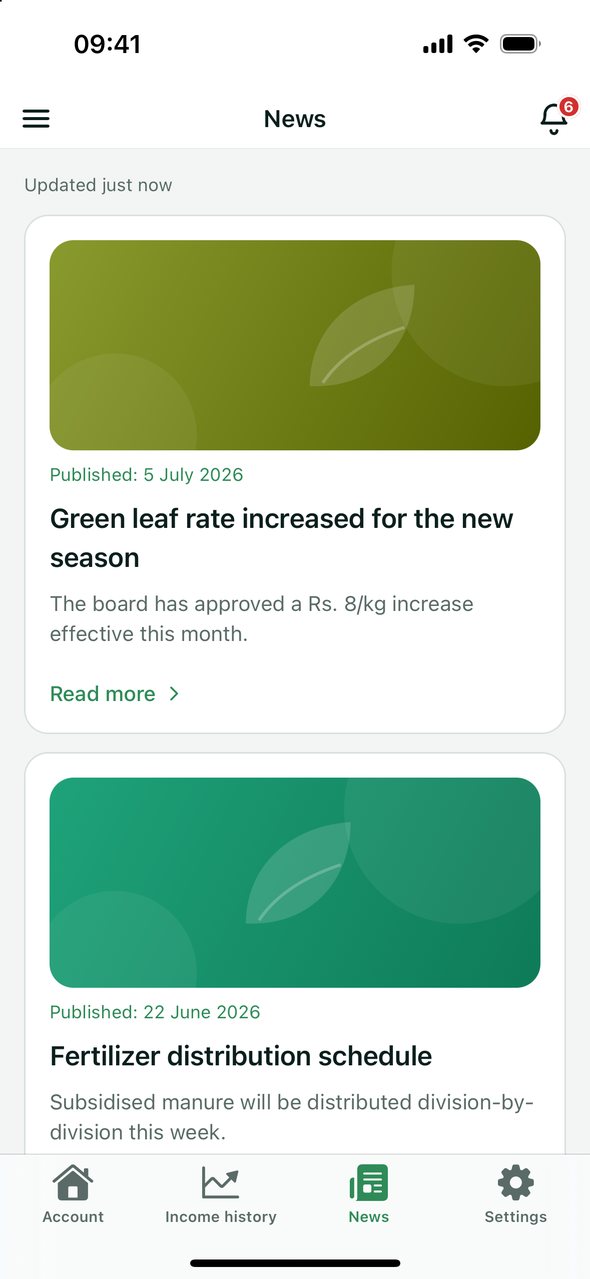 09:41
News
6
Updated just now
Published: 5 July 2026
Green leaf rate increased for the new
season
The board has approved a Rs. 8/kg increase
effective this month.
Read more
Published: 22 June 2026
Fertilizer distribution schedule
Subsidised manure will be distributed division-by-
division this week.
Account
Income history
News
Settings